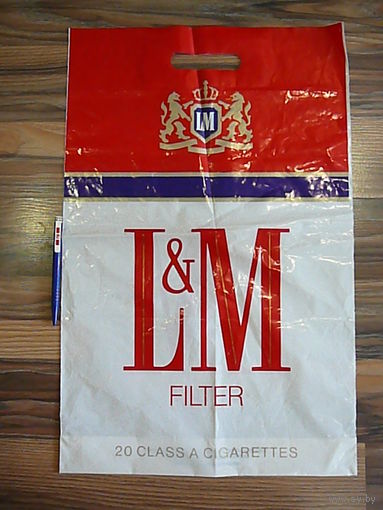 LM
L&M
FILTER
20 CLASS A CIGARETTES